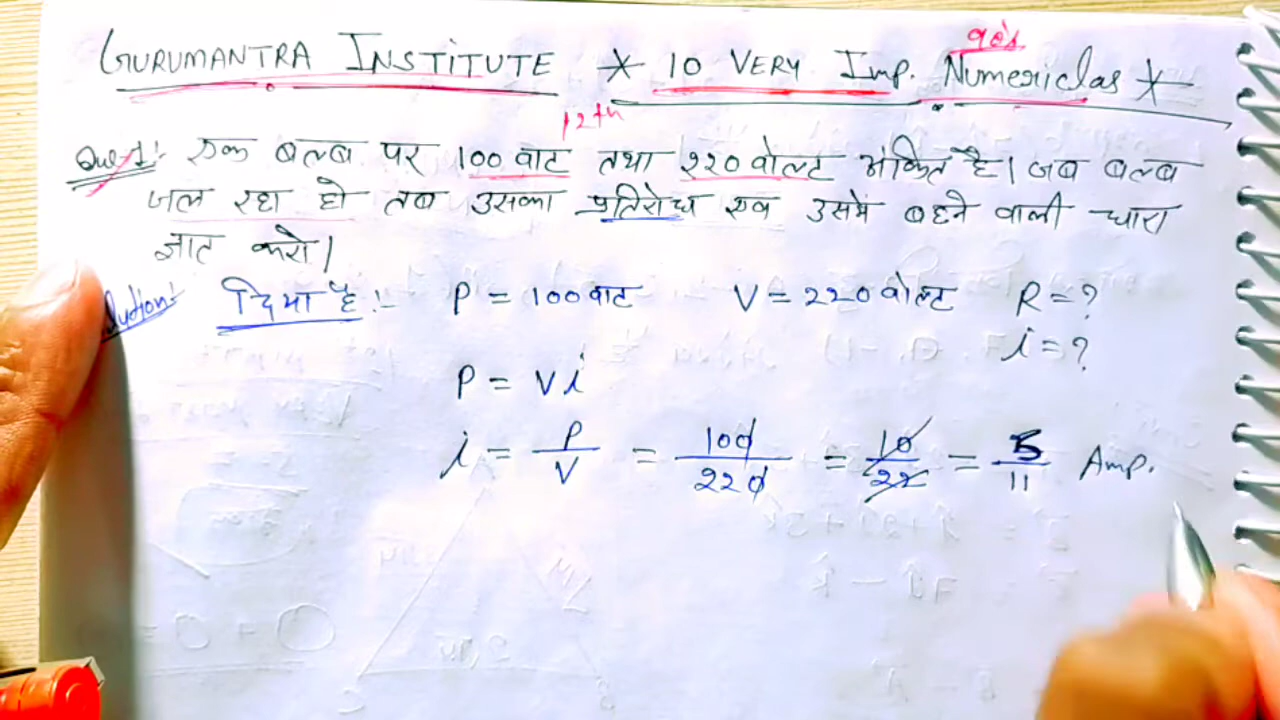 GURUMANTRA INSTITUTE * 10 VERY Imp. Numericlas *
12th
Que-1:- एक बल्ब पर 100 वाट तथा 220 वोल्ट अंकित है। जब बल्ब
जल रहा हो तब उसका प्रतिरोध एवं उसमें बहने वाली धारा
ज्ञात करो।
दिया है:- P = 100 वाट V = 220 वोल्ट R = ?
i = ?
P = Vi
i = P/V = 100/220 = 10/22 = 5/11 Amp.